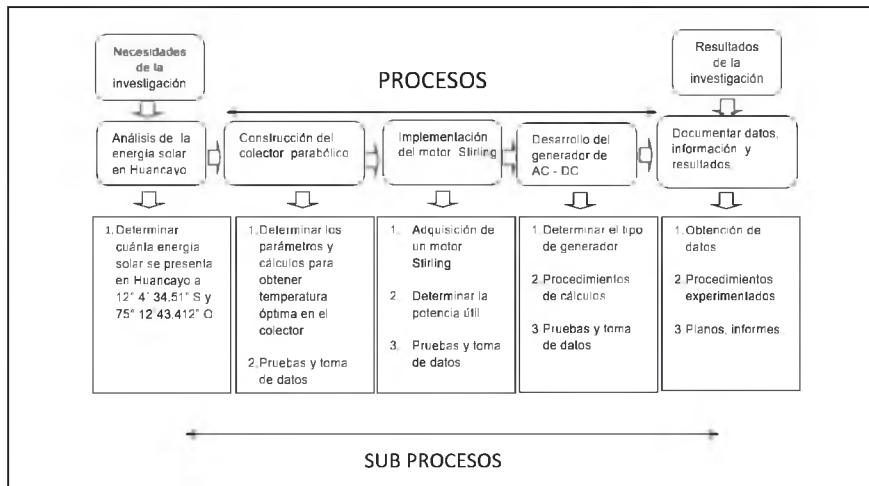 Necesidades
de la
investigación
Resultados
de la
investigación
PROCESOS
Análisis de la
energía solar
en Huancayo
Construcción del
colector parabólico
Implementación
del motor Stirling
Desarrollo del
generador de
AC - DC
Documentar datos,
información y
resultados
1. Determinar
cuánta energía
solar se presenta
en Huancayo a
12° 4' 34.51" S y
75° 12' 43.412" O
1. Determinar los
parámetros y
cálculos para
obtener
temperatura
óptima en el
colector
2. Pruebas y toma
de datos
1. Adquisición de
un motor
Stirling
2. Determinar la
potencia útil
3. Pruebas y toma
de datos
1. Determinar el tipo
de generador
2. Procedimientos
de cálculos
3 Pruebas y toma
de datos
1. Obtención de
datos
2. Procedimientos
experimentados
3 Planos, informes
SUB PROCESOS